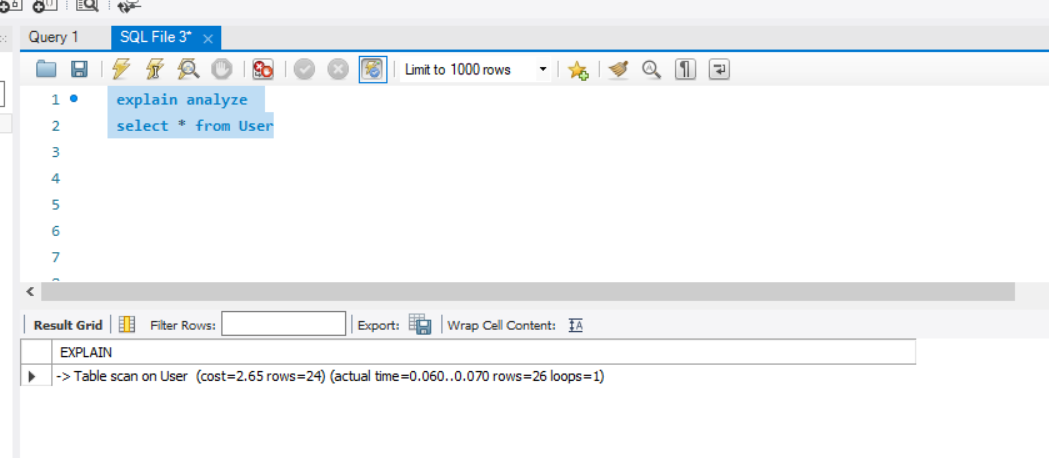 Query 1
SQL File 3*
Limit to 1000 rows
1 explain analyze
2 select * from User
3
4
5
6
7
Result Grid Filter Rows: Export: Wrap Cell Content:
EXPLAIN
-> Table scan on User (cost=2.65 rows=24) (actual time=0.060..0.070 rows=26 loops=1)